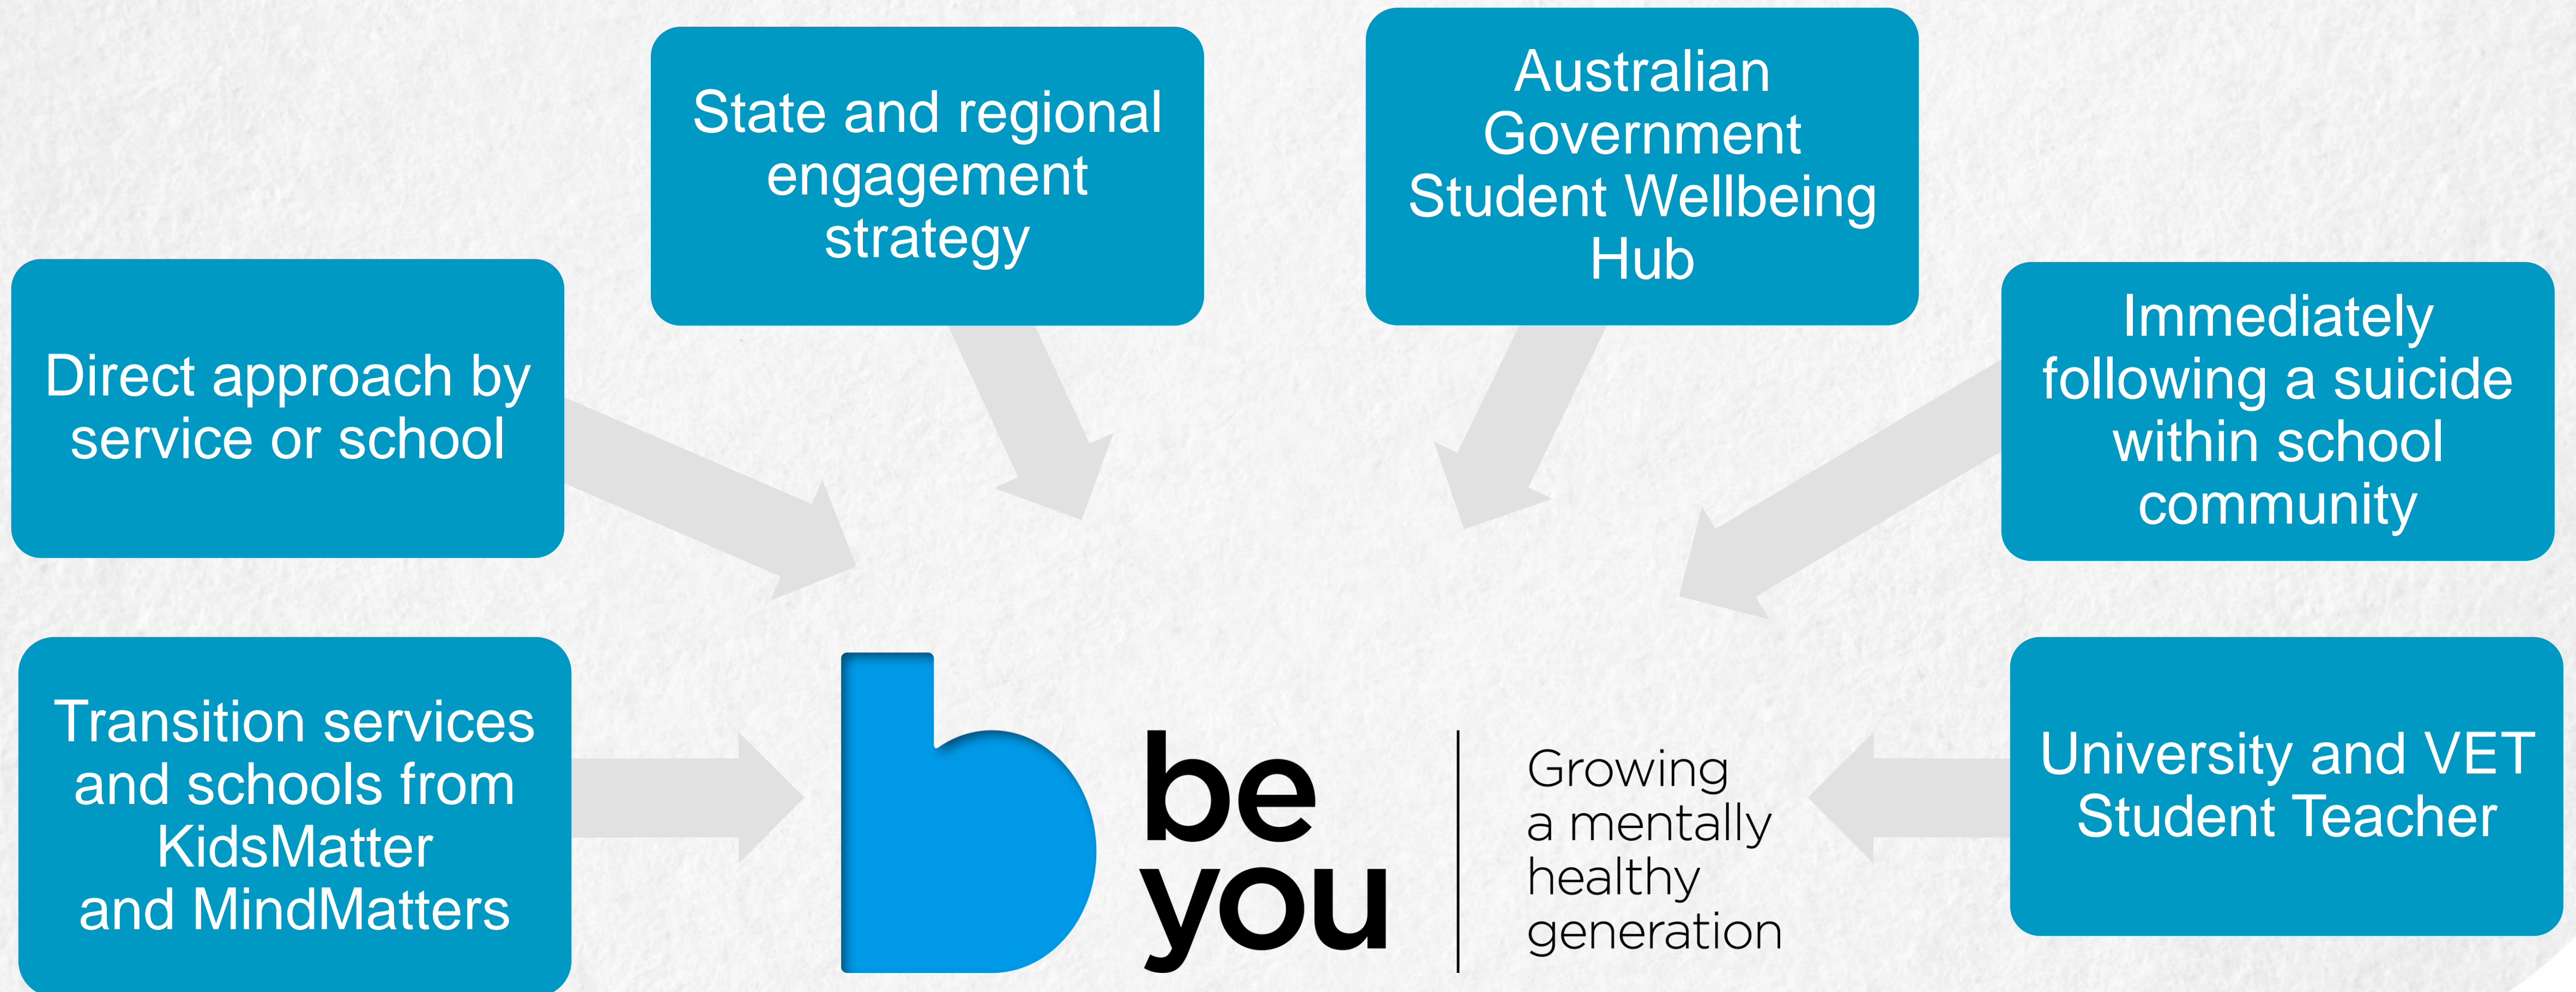 State and regional
engagement
strategy
Australian
Government
Student Wellbeing
Hub
Direct approach by
service or school
Immediately
following a suicide
within school
community
Transition services
and schools from
KidsMatter
and MindMatters
be
you
Growing
a mentally
healthy
generation
University and VET
Student Teacher